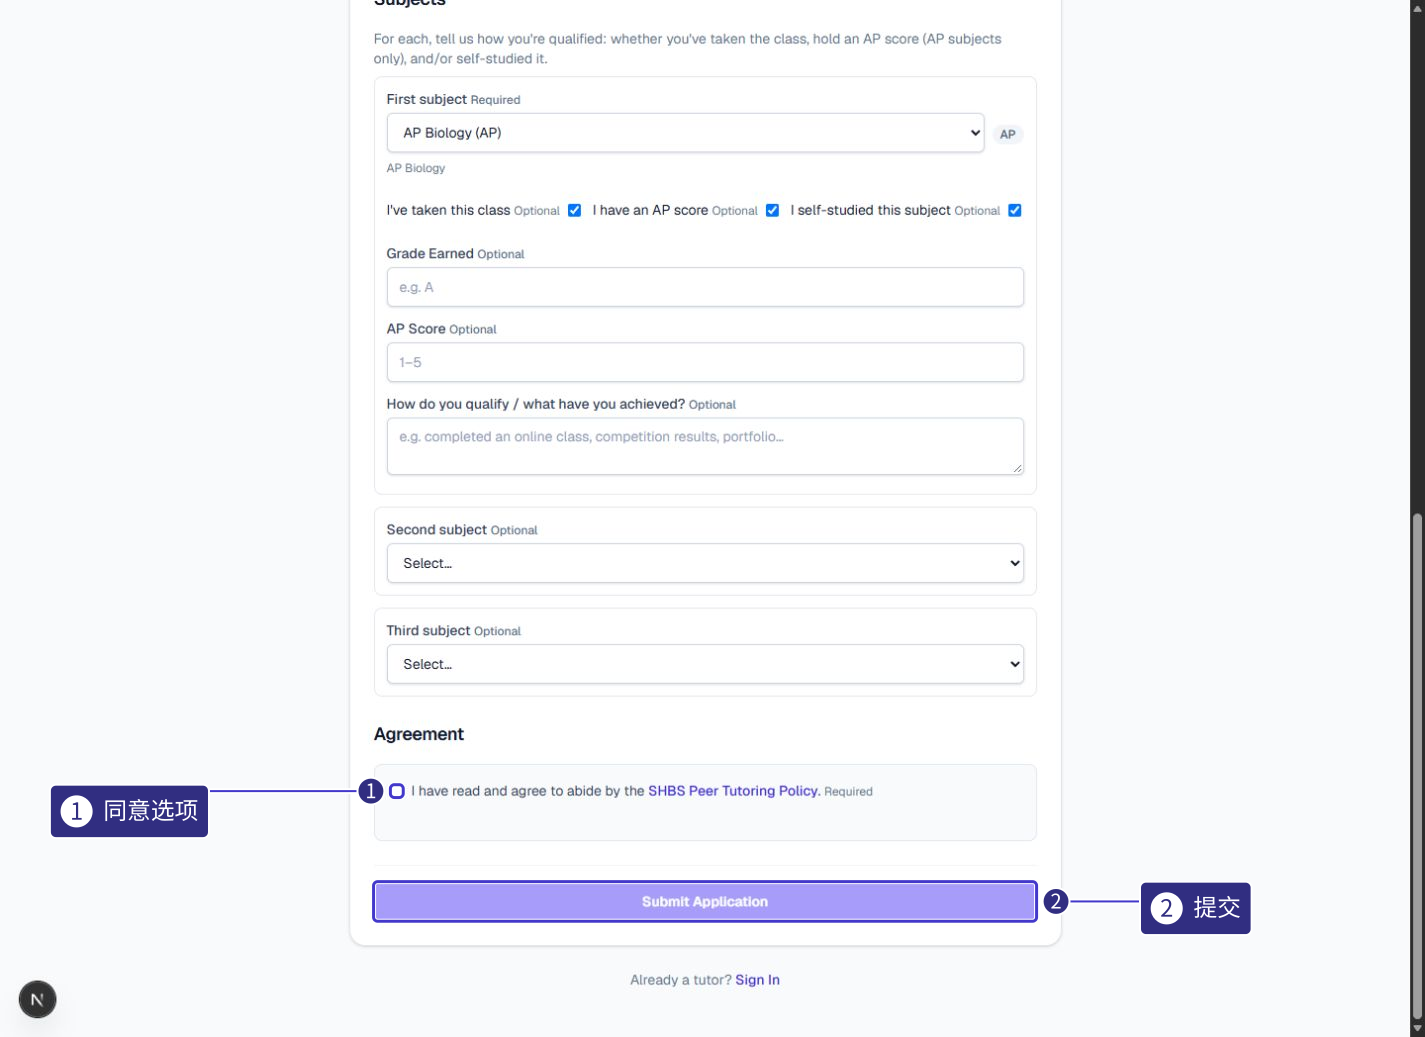 Subjects
For each, tell us how you're qualified: whether you've taken the class, hold an AP score (AP subjects
only), and/or self-studied it.
First subject Required
AP Biology (AP)
AP
AP Biology
I've taken this class Optional
I have an AP score Optional
I self-studied this subject Optional
Grade Earned Optional
e.g. A
AP Score Optional
1–5
How do you qualify / what have you achieved? Optional
e.g. completed an online class, competition results, portfolio…
Second subject Optional
Select…
Third subject Optional
Select…
Agreement
1 同意选项
1
I have read and agree to abide by the SHBS Peer Tutoring Policy. Required
Submit Application
2
2 提交
Already a tutor? Sign In
N